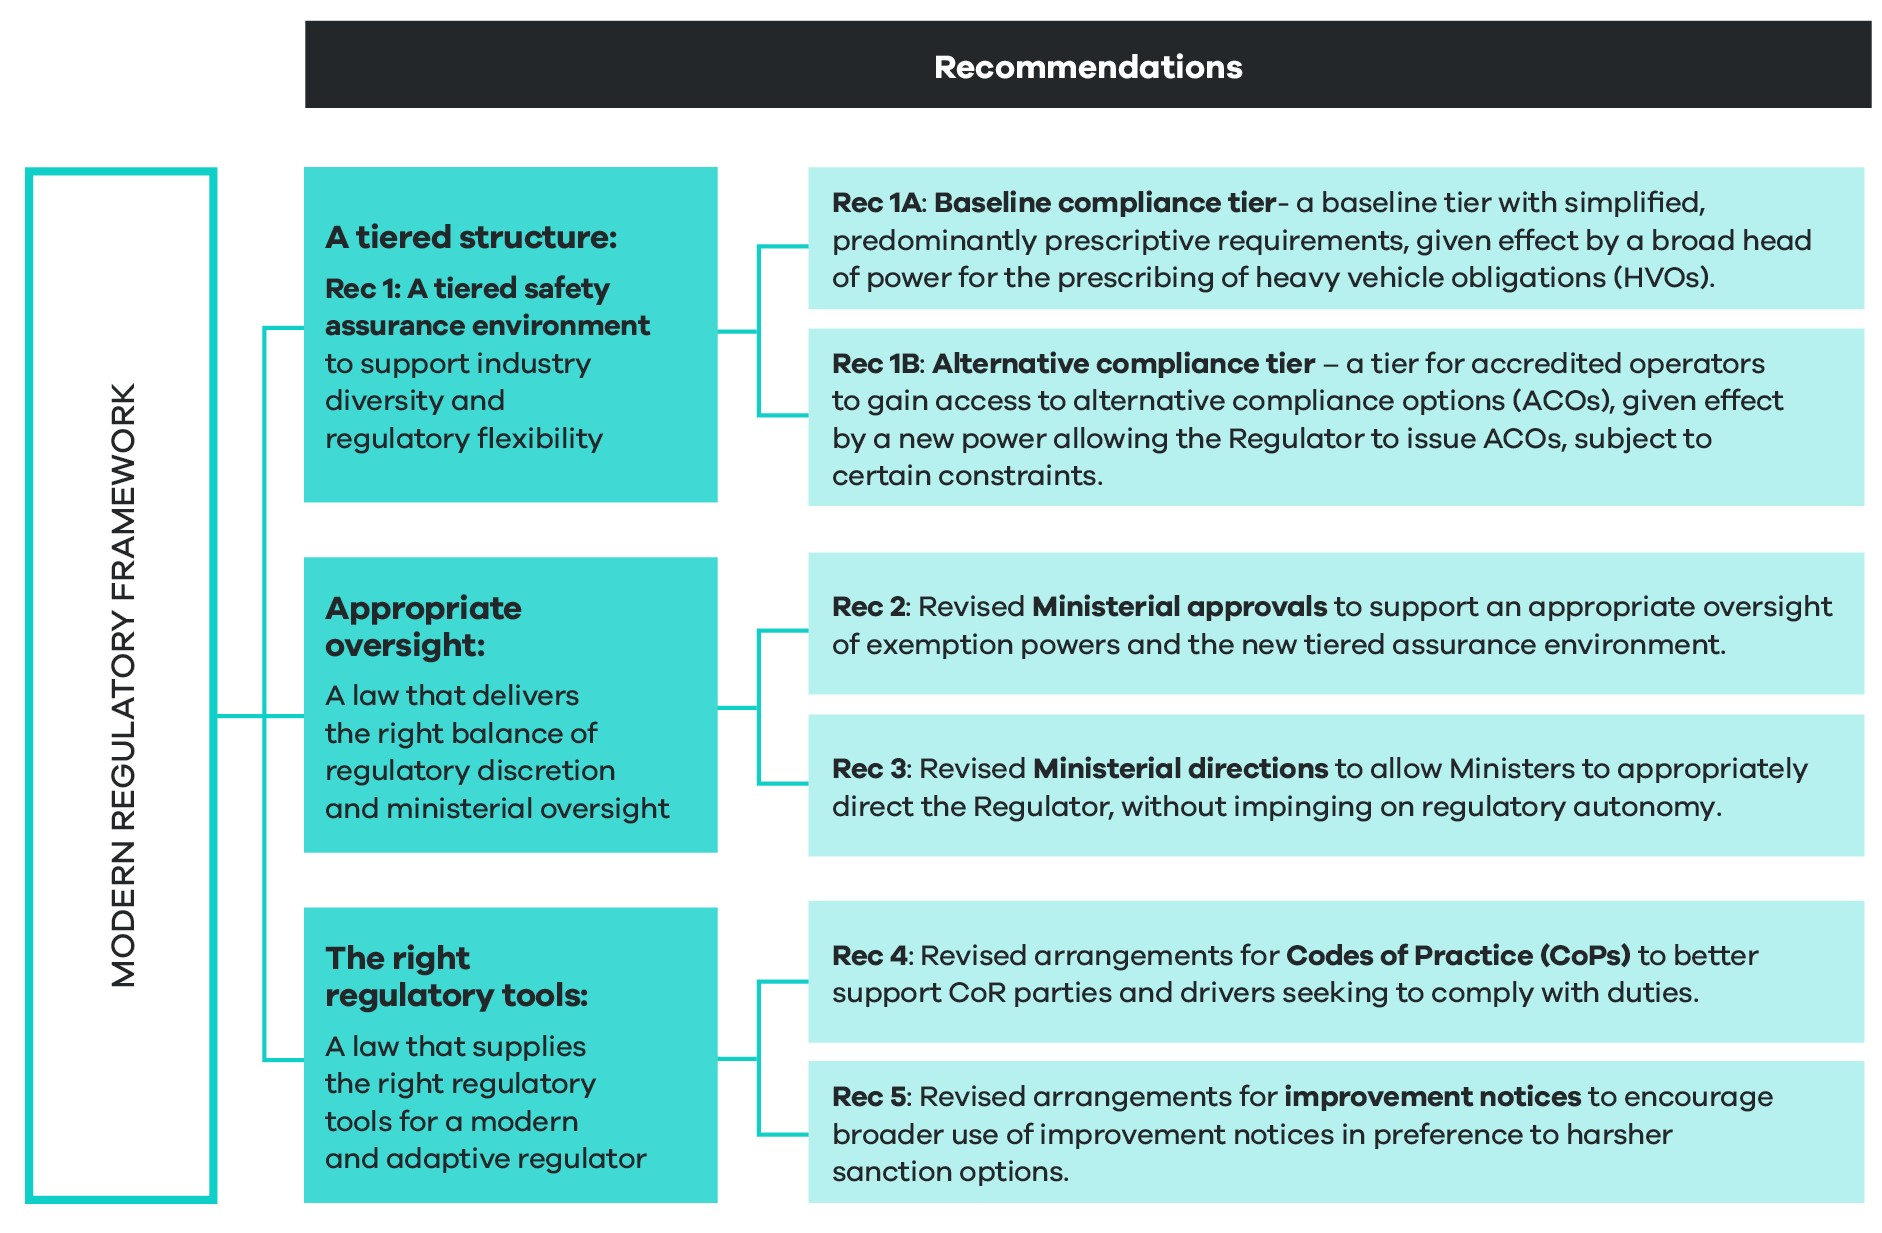 Recommendations
MODERN REGULATORY FRAMEWORK
A tiered structure:
Rec 1: A tiered safety
assurance environment
to support industry
diversity and
regulatory flexibility
Rec 1A: Baseline compliance tier- a baseline tier with simplified,
predominantly prescriptive requirements, given effect by a broad head
of power for the prescribing of heavy vehicle obligations (HVOs).
Rec 1B: Alternative compliance tier – a tier for accredited operators
to gain access to alternative compliance options (ACOs), given effect
by a new power allowing the Regulator to issue ACOs, subject to
certain constraints.
Appropriate
oversight:
A law that delivers
the right balance of
regulatory discretion
and ministerial oversight
Rec 2: Revised Ministerial approvals to support an appropriate oversight
of exemption powers and the new tiered assurance environment.
Rec 3: Revised Ministerial directions to allow Ministers to appropriately
direct the Regulator, without impinging on regulatory autonomy.
The right
regulatory tools:
A law that supplies
the right regulatory
tools for a modern
and adaptive regulator
Rec 4: Revised arrangements for Codes of Practice (CoPs) to better
support CoR parties and drivers seeking to comply with duties.
Rec 5: Revised arrangements for improvement notices to encourage
broader use of improvement notices in preference to harsher
sanction options.